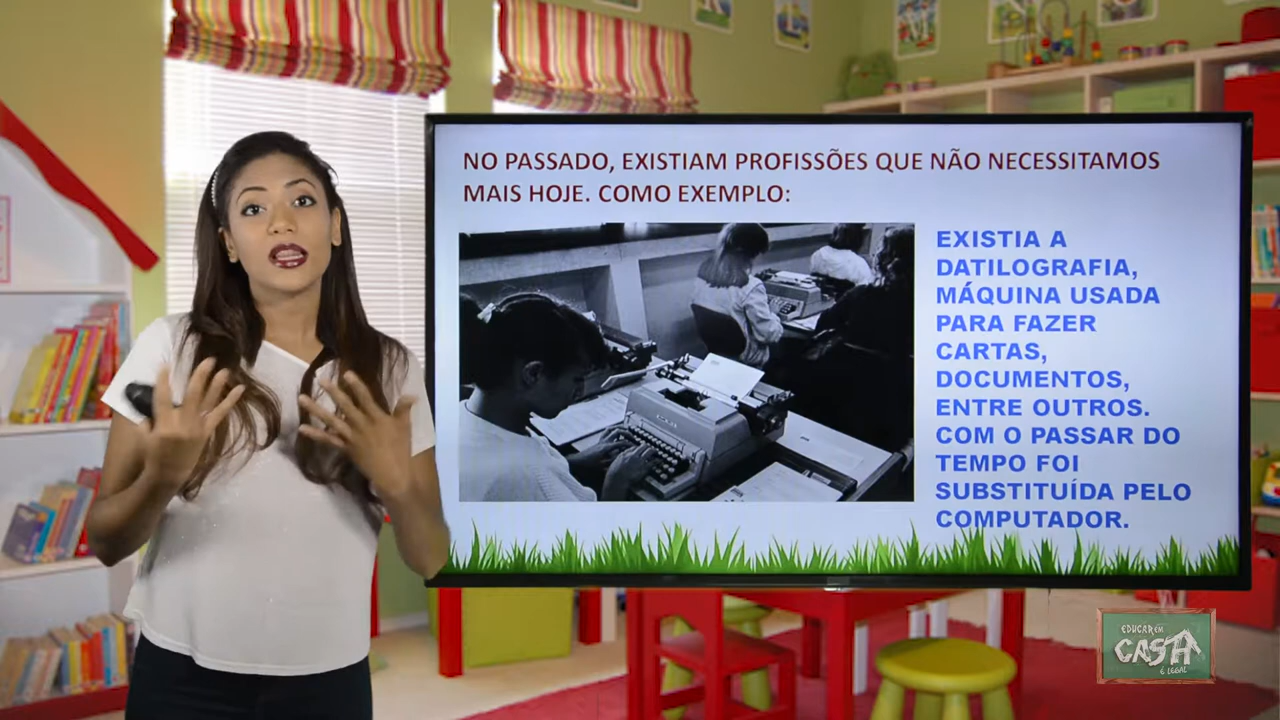 NO PASSADO, EXISTIAM PROFISSÕES QUE NÃO NECESSITAMOS
MAIS HOJE. COMO EXEMPLO:
EXISTIA A
DATILOGRAFIA,
MÁQUINA USADA
PARA FAZER
CARTAS,
DOCUMENTOS,
ENTRE OUTROS.
COM O PASSAR DO
TEMPO FOI
SUBSTITUÍDA PELO
COMPUTADOR.
EDUCAR EM
CASA
É LEGAL